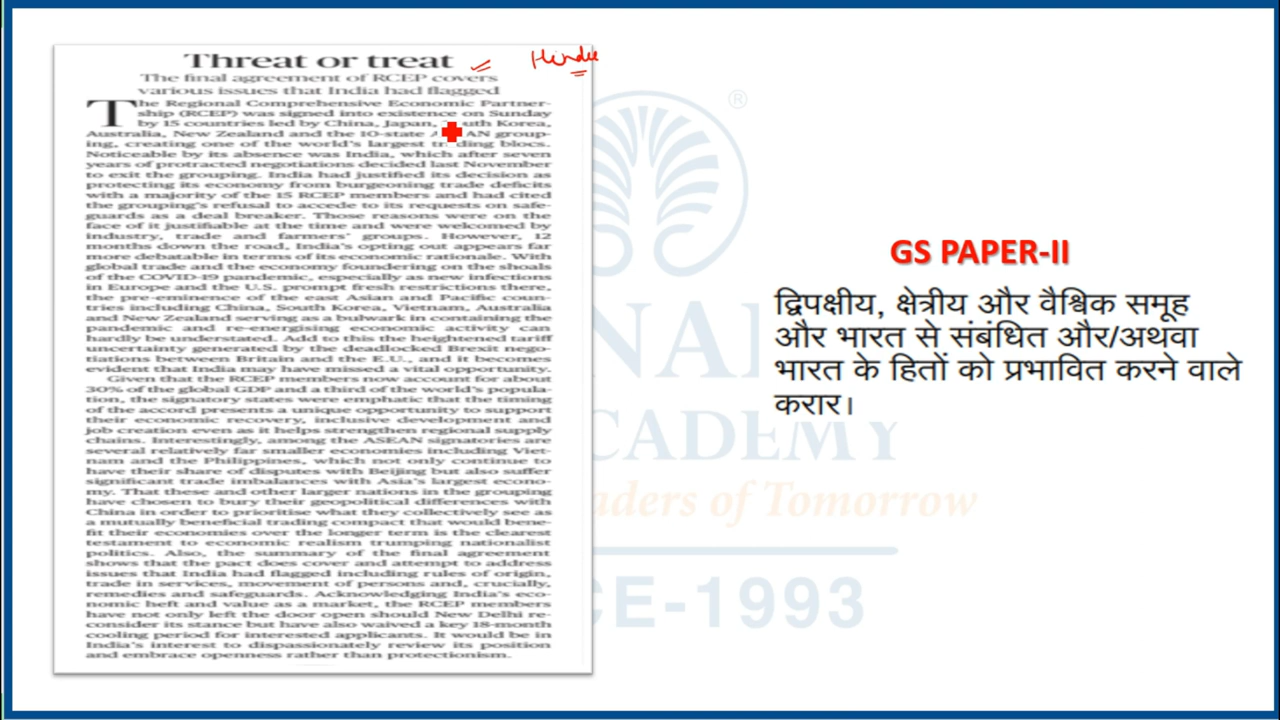 Threat or treat
Hindu
The final agreement of RCEP covers
various issues that India had flagged
The Regional Comprehensive Economic Partner-
ship (RCEP) was signed into existence on Sunday
by 15 countries led by China, Japan, uth Korea,
Australia, New Zealand and the 10-state A AN group-
ing, creating one of the world's largest tr ding blocs.
Noticeable by its absence was India, which after seven
years of protracted negotiations decided last November
to exit the grouping. India had justified its decision as
protecting its economy from burgeoning trade deficits
with a majority of the 15 RCEP members and had cited
the grouping's refusal to accede to its requests on safe-
guards as a deal breaker. Those reasons were on the
face of it justifiable at the time and were welcomed by
industry, trade and farmers' groups. However, 12
months down the road, India's opting out appears far
more debatable in terms of its economic rationale. With
global trade and the economy foundering on the shoals
of the COVID-19 pandemic, especially as new infections
in Europe and the U.S. prompt fresh restrictions there,
the pre-eminence of the east Asian and Pacific coun-
tries including China, South Korea, Vietnam, Australia
and New Zealand serving as a bulwark in containing the
pandemic and re-energising economic activity can
hardly be understated. Add to this the heightened tariff
uncertainty generated by the deadlocked Brexit nego-
tiations between Britain and the E.U., and it becomes
evident that India may have missed a vital opportunity.
Given that the RCEP members now account for about
30% of the global GDP and a third of the world's popula-
tion, the signatory states were emphatic that the timing
of the accord presents a unique opportunity to support
their economic recovery, inclusive development and
job creation even as it helps strengthen regional supply
chains. Interestingly, among the ASEAN signatories are
several relatively far smaller economies including Viet-
nam and the Philippines, which not only continue to
have their share of disputes with Beijing but also suffer
significant trade imbalances with Asia's largest econo-
my. That these and other larger nations in the grouping
have chosen to bury their geopolitical differences with
China in order to prioritise what they collectively see as
a mutually beneficial trading compact that would bene-
fit their economies over the longer term is the clearest
testament to economic realism trumping nationalist
politics. Also, the summary of the final agreement
shows that the pact does cover and attempt to address
issues that India had flagged including rules of origin,
trade in services, movement of persons and, crucially,
remedies and safeguards. Acknowledging India's eco-
nomic heft and value as a market, the RCEP members
have not only left the door open should New Delhi re-
consider its stance but have also waived a key 18-month
cooling period for interested applicants. It would be in
India's interest to dispassionately review its position
and embrace openness rather than protectionism.
GS PAPER-II
द्विपक्षीय, क्षेत्रीय और वैश्विक समूह
और भारत से संबंधित और/अथवा
भारत के हितों को प्रभावित करने वाले
करार।
®
NA
CADEMY
aders of Tomorrow
CE-1993